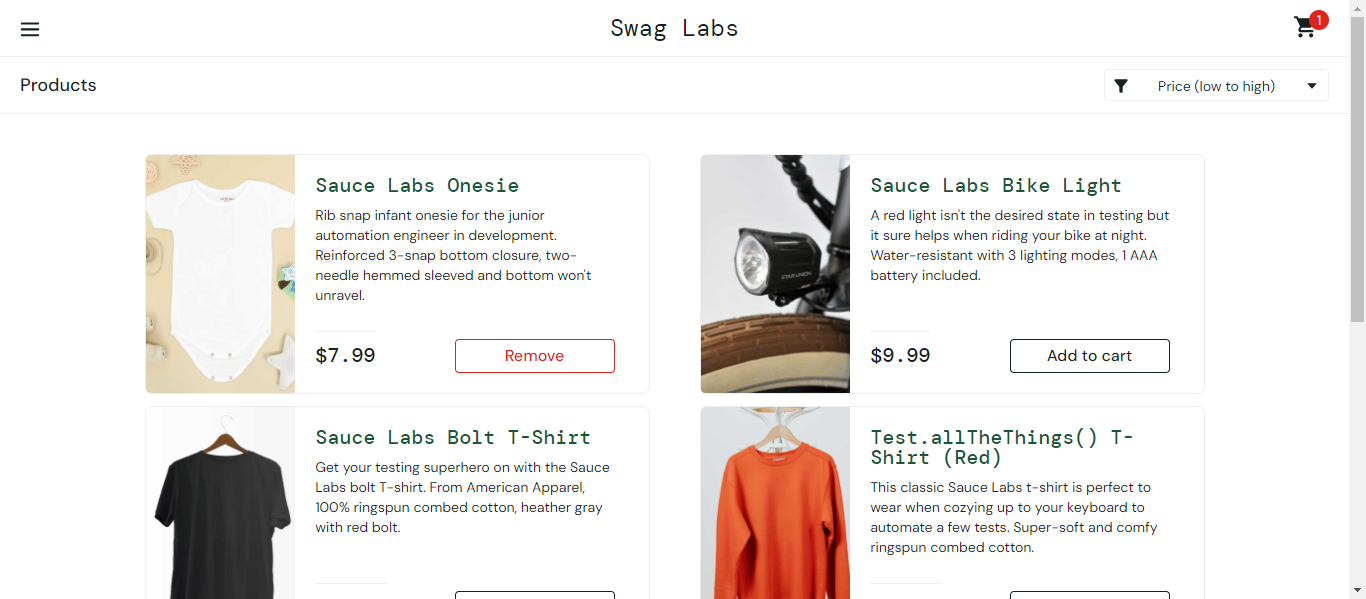 Swag Labs
1
Products
Price (low to high)
Sauce Labs Onesie
Rib snap infant onesie for the junior
automation engineer in development.
Reinforced 3-snap bottom closure, two-
needle hemmed sleeved and bottom won't
unravel.
$7.99
Remove
Sauce Labs Bike Light
A red light isn't the desired state in testing but
it sure helps when riding your bike at night.
Water-resistant with 3 lighting modes, 1 AAA
battery included.
$9.99
Add to cart
STAR UNION
Sauce Labs Bolt T-Shirt
Get your testing superhero on with the Sauce
Labs bolt T-shirt. From American Apparel,
100% ringspun combed cotton, heather gray
with red bolt.
Test.allTheThings() T-
Shirt (Red)
This classic Sauce Labs t-shirt is perfect to
wear when cozying up to your keyboard to
automate a few tests. Super-soft and comfy
ringspun combed cotton.